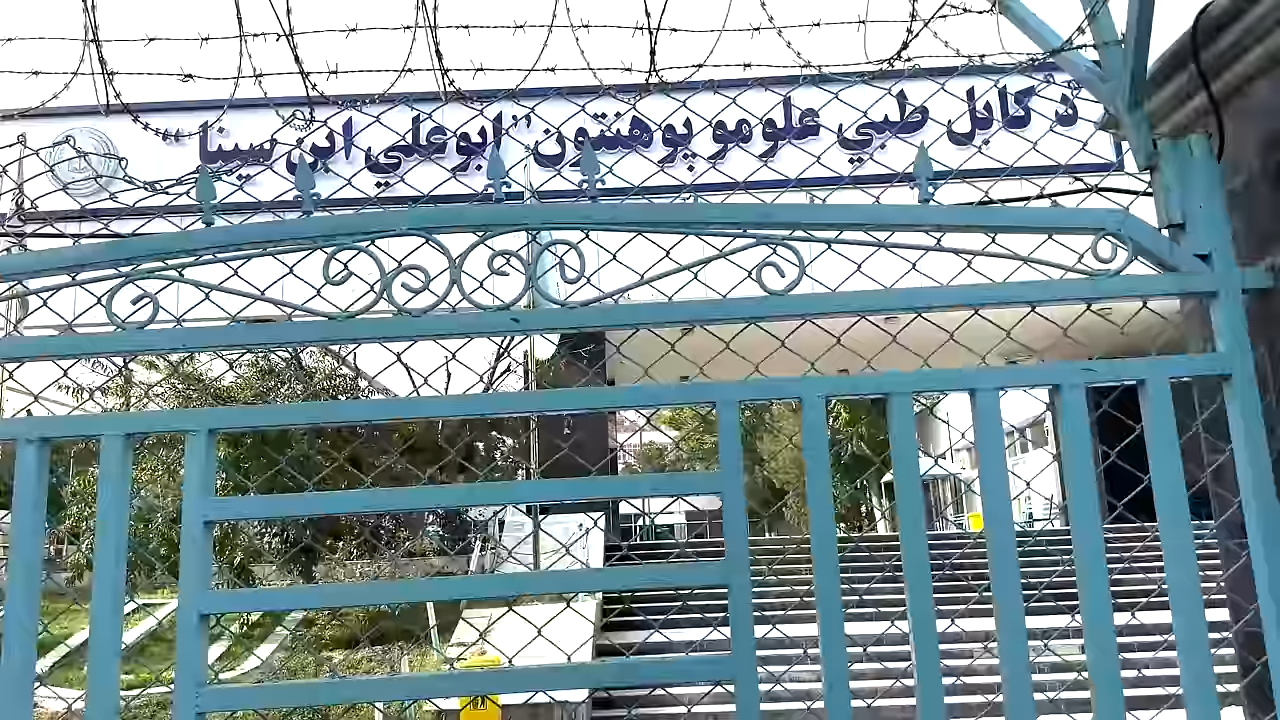 د کابل طبي علومو پوهنتون "ابوعلي ابن سینا"